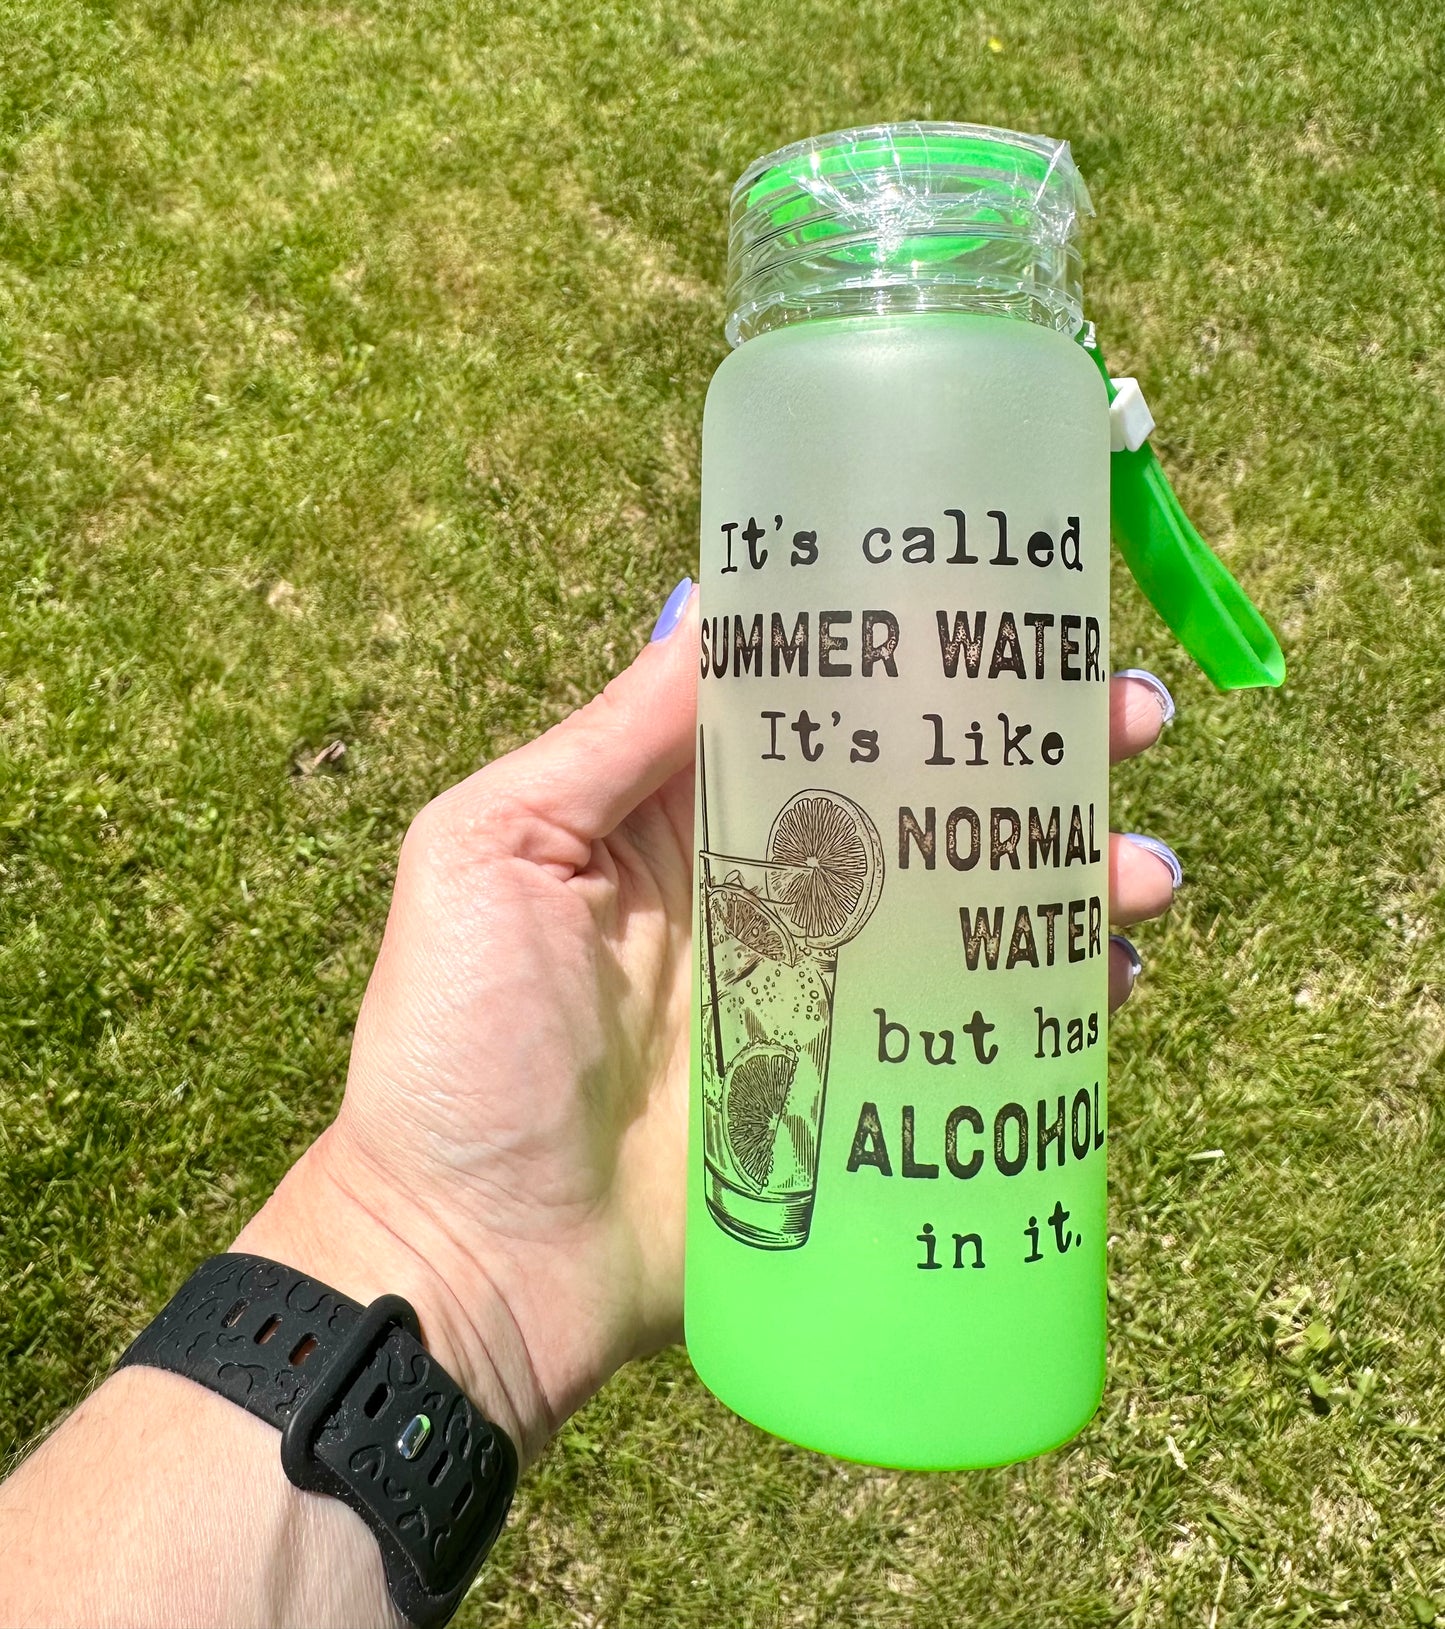 It's called
SUMMER WATER.
It's like
NORMAL
WATER
but has
ALCOHOL
in it.